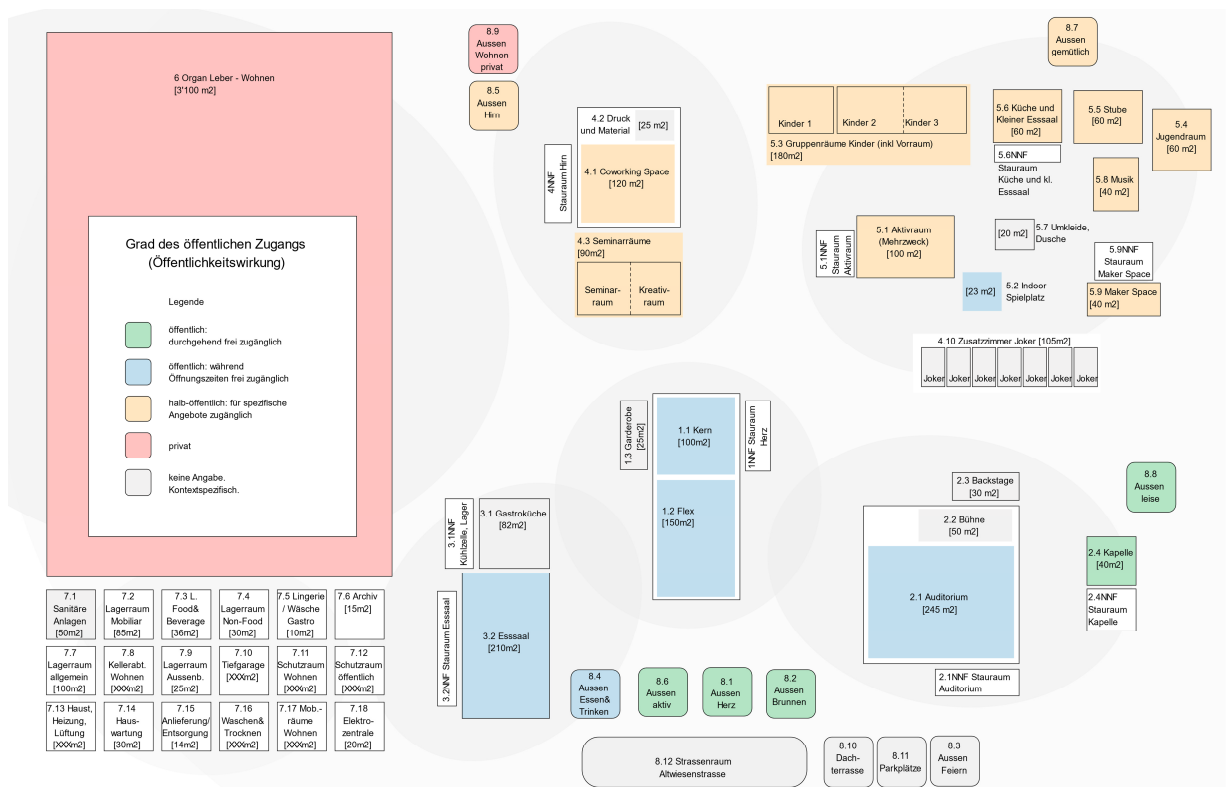 6 Organ Leber - Wohnen
[3'100 m2]
Grad des öffentlichen Zugangs
(Öffentlichkeitswirkung)
Legende
öffentlich:
durchgehend frei zugänglich
öffentlich: während
Öffnungszeiten frei zugänglich
halb-öffentlich: für spezifische
Angebote zugänglich
privat
keine Angabe.
Kontextspezifisch.
8.9
Aussen
Wohnen
privat
8.5
Aussen
Hirn
4.2 Druck
und Material
[25 m2]
4NNF
Stauraum Hirn
4.1 Coworking Space
[120 m2]
4.3 Seminarräume
[90m2]
Seminar-
raum
Kreativ-
raum
8.7
Aussen
gemütlich
Kinder 1
Kinder 2
Kinder 3
5.3 Gruppenräume Kinder (inkl Vorraum)
[180m2]
5.6 Küche und
Kleiner Esssaal
[60 m2]
5.6NNF
Stauraum
Küche und kl.
Esssaal
5.5 Stube
[60 m2]
5.4
Jugendraum
[60 m2]
5.8 Musik
[40 m2]
5.1NNF
Stauraum
Aktivraum
5.1 Aktivraum
(Mehrzweck)
[100 m2]
[20 m2]
5.7 Umkleide,
Dusche
[23 m2]
5.2 Indoor
Spielplatz
5.9NNF
Stauraum
Maker Space
5.9 Maker Space
[40 m2]
4.10 Zusatzzimmer Joker [105m2]
Joker
Joker
Joker
Joker
Joker
Joker
Joker
1.3 Garderobe
[25m2]
1.1 Kern
[100m2]
1NNF Stauraum
Herz
1.2 Flex
[150m2]
3.1NNF
Kühlzelle, Lager
3.1 Gastroküche
[82m2]
3.2NNF Stauraum Esssaal
3.2 Esssaal
[210m2]
2.3 Backstage
[30 m2]
2.2 Bühne
[50 m2]
2.1 Auditorium
[245 m2]
2.1NNF Stauraum
Auditorium
8.8
Aussen
leise
2.4 Kapelle
[40m2]
2.4NNF
Stauraum
Kapelle
7.1
Sanitäre
Anlagen
[50m2]
7.2
Lagerraum
Mobiliar
[85m2]
7.3 L.
Food&
Beverage
[36m2]
7.4
Lagerraum
Non-Food
[30m2]
7.5 Lingerie
/ Wäsche
Gastro
[10m2]
7.6 Archiv
[15m2]
7.7
Lagerraum
allgemein
[100m2]
7.8
Kellerabt.
Wohnen
[XXXm2]
7.9
Lagerraum
Aussenb.
[25m2]
7.10
Tiefgarage
[XXXm2]
7.11
Schutzraum
Wohnen
[XXXm2]
7.12
Schutzraum
öffentlich
[XXXm2]
7.13 Haust,
Heizung,
Lüftung
[XXXm2]
7.14
Haus-
wartung
[30m2]
7.15
Anlieferung/
Entsorgung
[14m2]
7.16
Waschen&
Trocknen
[XXXm2]
7.17 Mob.-
räume
Wohnen
[XXXm2]
7.18
Elektro-
zentrale
[20m2]
8.4
Aussen
Essen&
Trinken
8.6
Aussen
aktiv
8.1
Aussen
Herz
8.2
Aussen
Brunnen
8.12 Strassenraum
Altwiesenstrasse
8.10
Dach-
terrasse
8.11
Parkplätze
8.3
Aussen
Feiern